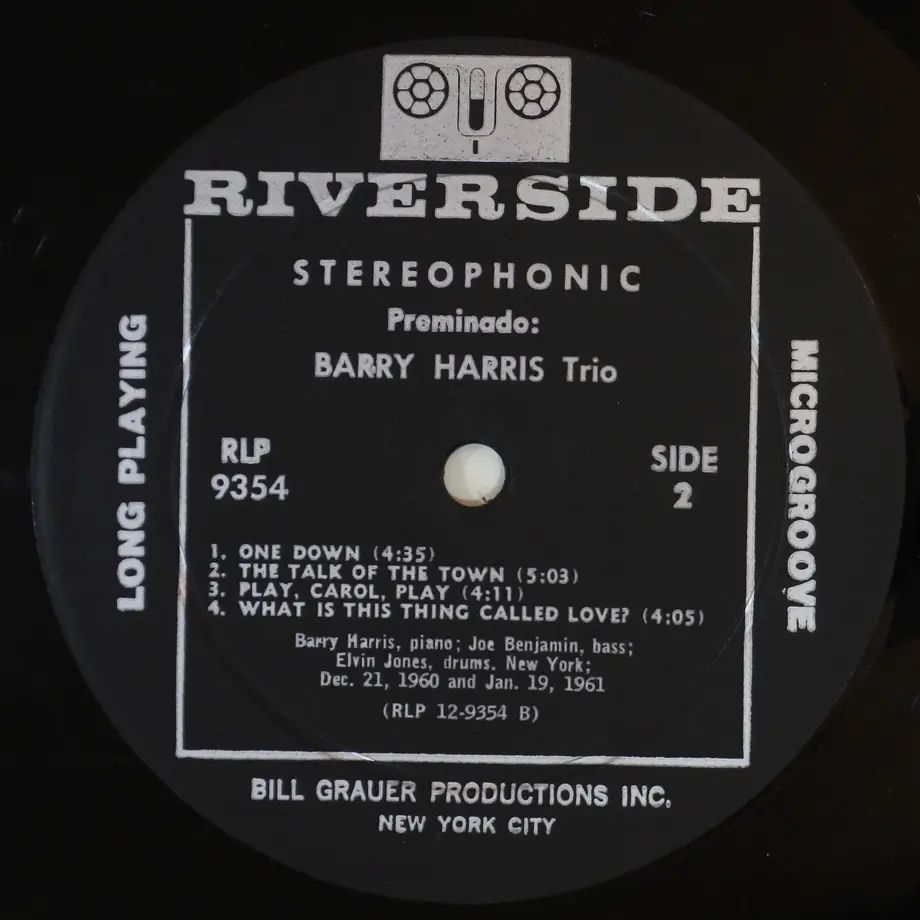 RIVERSIDE
STEREOPHONIC
Preminado:
BARRY HARRIS Trio
LONG PLAYING
MICROGROOVE
RLP
9354
SIDE
2
1. ONE DOWN (4:35)
2. THE TALK OF THE TOWN (5:03)
3. PLAY, CAROL, PLAY (4:11)
4. WHAT IS THIS THING CALLED LOVE? (4:05)
Barry Harris, piano; Joe Benjamin, bass;
Elvin Jones, drums. New York;
Dec. 21, 1960 and Jan. 19, 1961
(RLP 12-9354 B)
BILL GRAUER PRODUCTIONS INC.
NEW YORK CITY